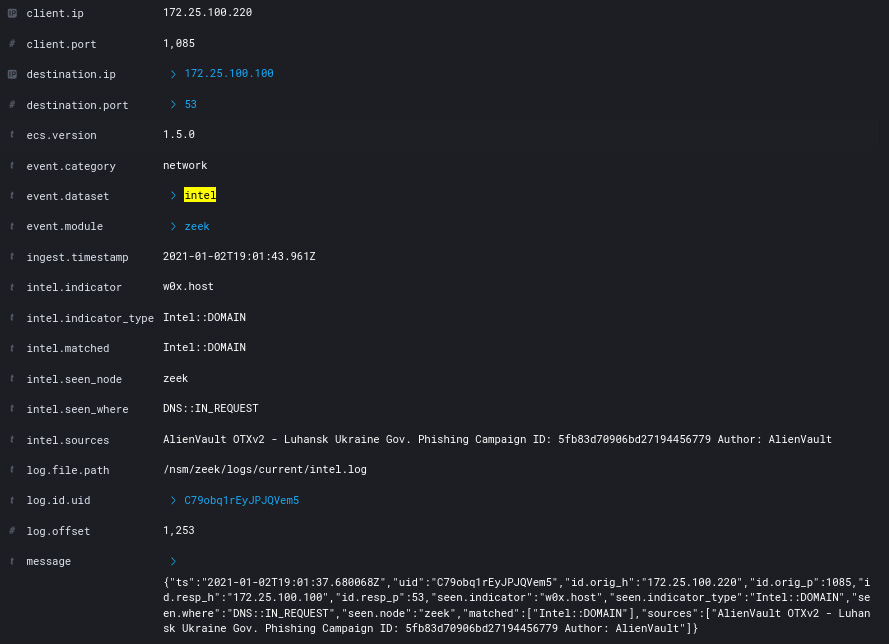 client.ip 172.25.100.220
client.port 1,085
destination.ip > 172.25.100.100
destination.port > 53
ecs.version 1.5.0
event.category network
event.dataset > intel
event.module > zeek
ingest.timestamp 2021-01-02T19:01:43.961Z
intel.indicator w0x.host
intel.indicator_type Intel::DOMAIN
intel.matched Intel::DOMAIN
intel.seen_node zeek
intel.seen_where DNS::IN_REQUEST
intel.sources AlienVault OTXv2 - Luhansk Ukraine Gov. Phishing Campaign ID: 5fb83d70906bd27194456779 Author: AlienVault
log.file.path /nsm/zeek/logs/current/intel.log
log.id.uid > C79obq1rEyJPJQVem5
log.offset 1,253
message >
{"ts":"2021-01-02T19:01:37.680068Z","uid":"C79obq1rEyJPJQVem5","id.orig_h":"172.25.100.220","id.orig_p":1085,"i
d.resp_h":"172.25.100.100","id.resp_p":53,"seen.indicator":"w0x.host","seen.indicator_type":"Intel::DOMAIN","se
en.where":"DNS::IN_REQUEST","seen.node":"zeek","matched":["Intel::DOMAIN"],"sources":["AlienVault OTXv2 - Luhan
sk Ukraine Gov. Phishing Campaign ID: 5fb83d70906bd27194456779 Author: AlienVault"]}